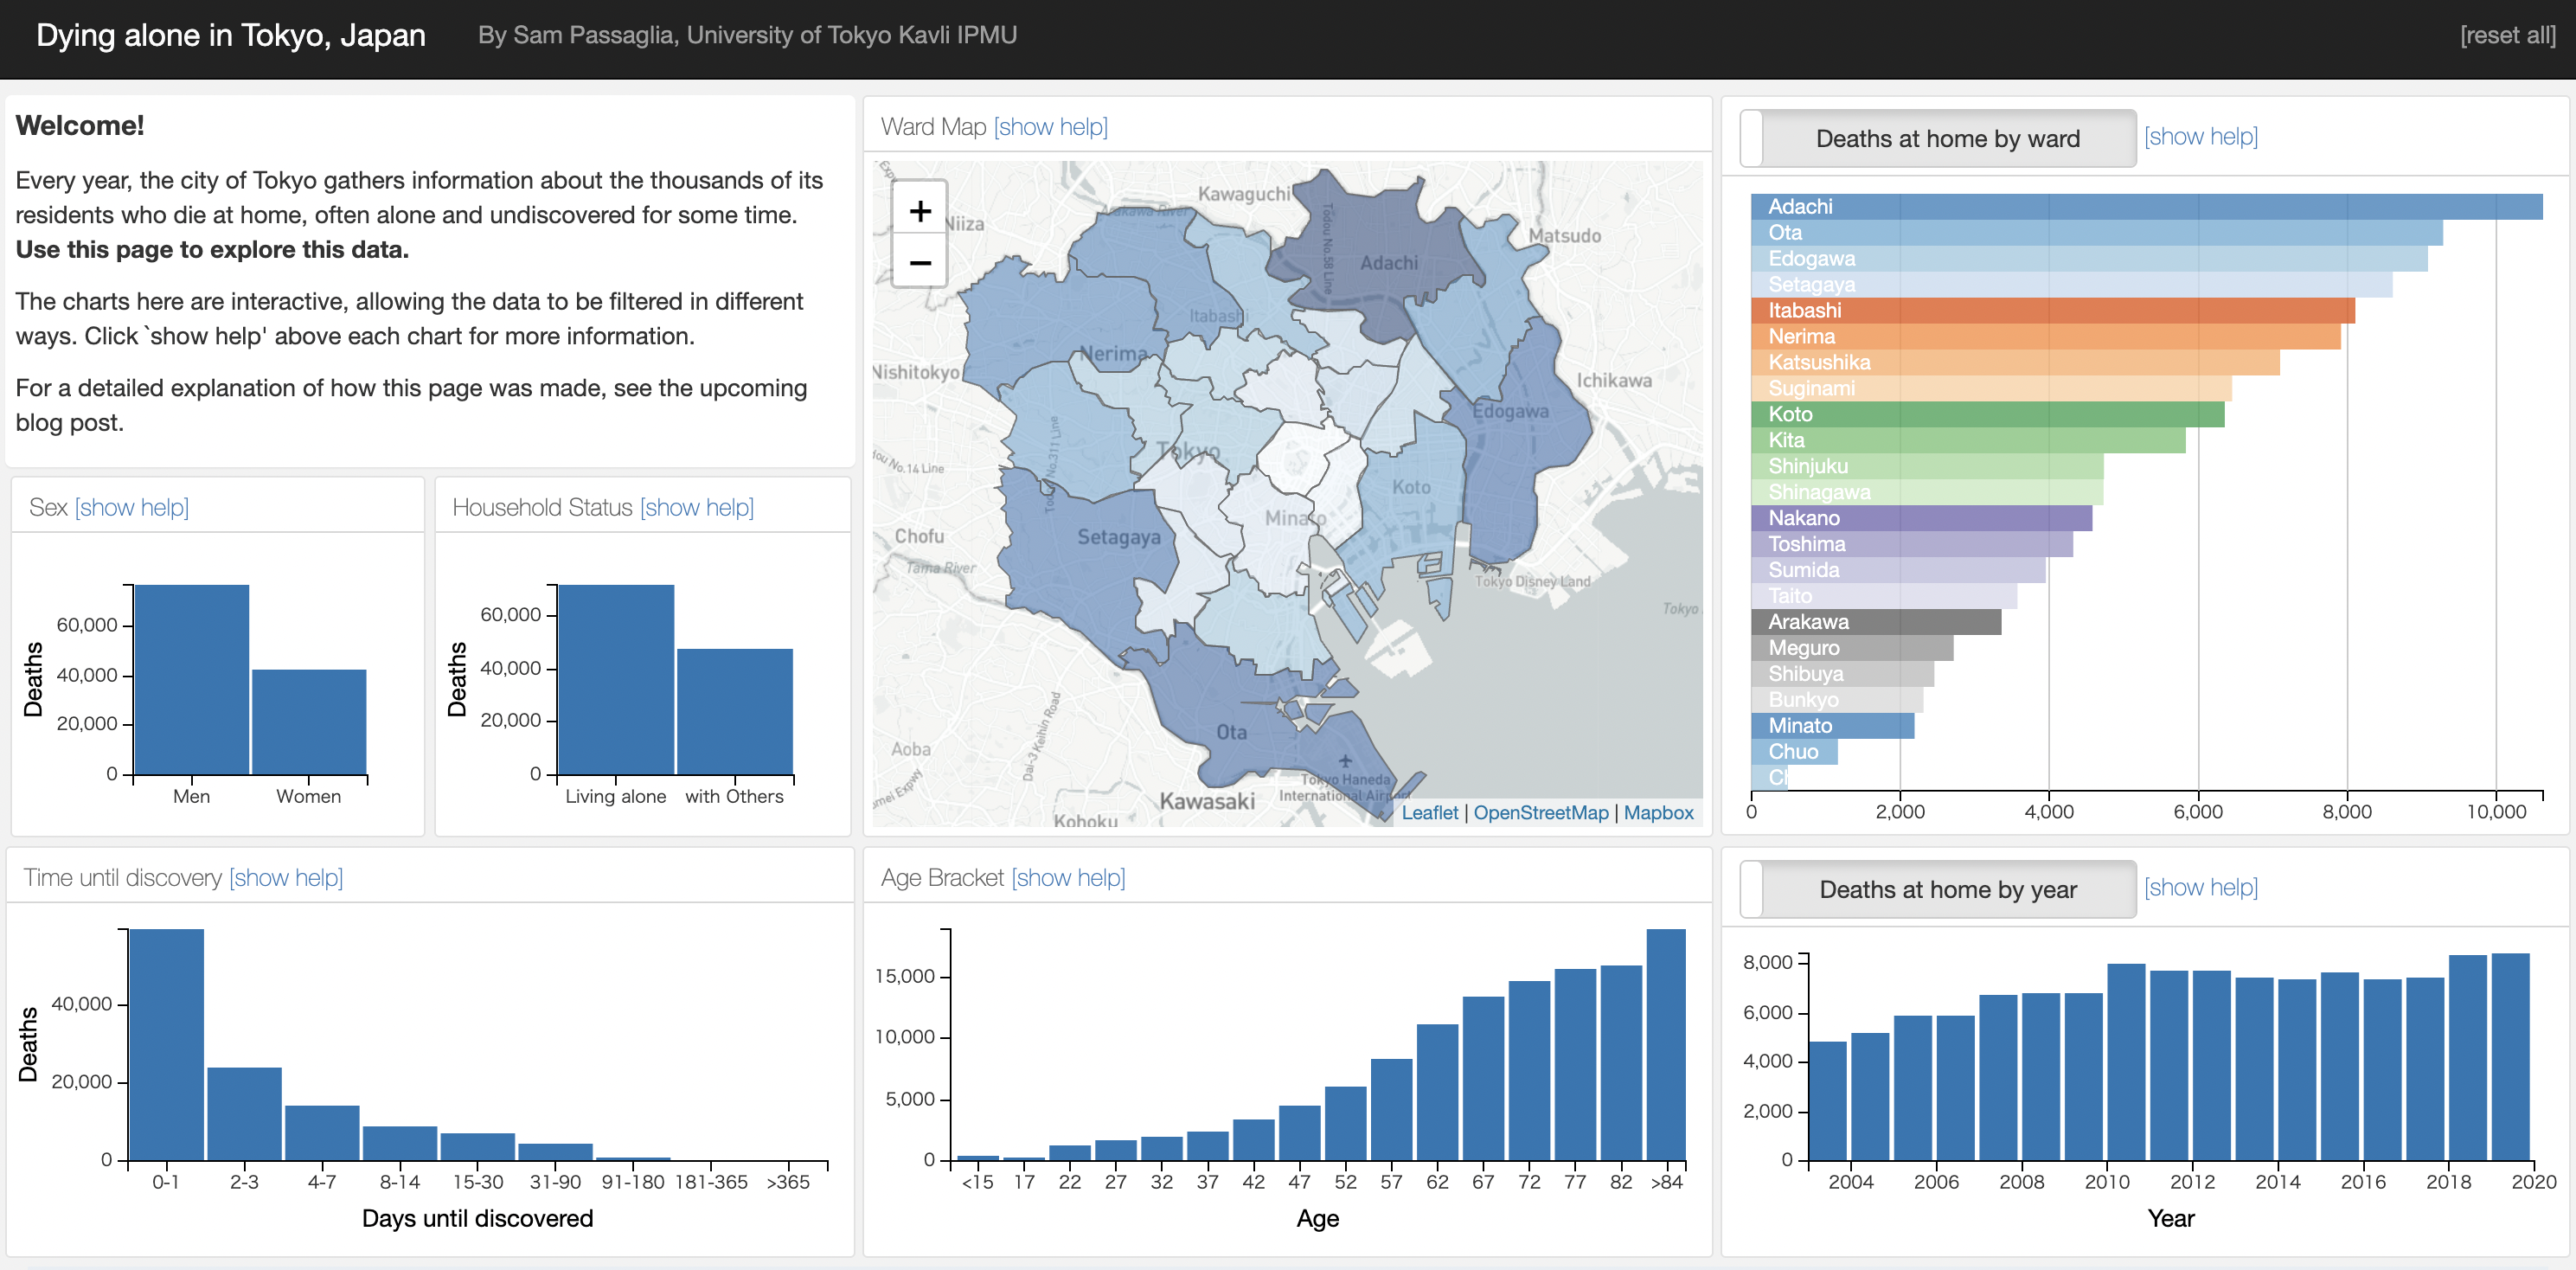 Dying alone in Tokyo, Japan
By Sam Passaglia, University of Tokyo Kavli IPMU
[reset all]
Welcome!
Every year, the city of Tokyo gathers information about the thousands of its
residents who die at home, often alone and undiscovered for some time.
Use this page to explore this data.
The charts here are interactive, allowing the data to be filtered in different
ways. Click `show help' above each chart for more information.
For a detailed explanation of how this page was made, see the upcoming
blog post.
Sex [show help]
Deaths
60,000
40,000
20,000
0
Men
Women
Household Status [show help]
Deaths
60,000
40,000
20,000
0
Living alone
with Others
Ward Map [show help]
+
−
Kawaguchi
Niiza
Arakawa River
Todou No.58 Line
Matsudo
Adachi
Itabashi
Nerima
Nishitokyo
Ichikawa
Edogawa
Tokyo
Koto
Minato
Setagaya
Chofu
Tama River
Tokyo Disney Land
Tokyo
Dai-3 Keihin Road
Aoba
Ota
Tokyo Haneda
International Airport
Kawasaki
Kohoku
Leaflet | OpenStreetMap | Mapbox
Deaths at home by ward
[show help]
Adachi
Ota
Edogawa
Setagaya
Itabashi
Nerima
Katsushika
Suginami
Koto
Kita
Shinjuku
Shinagawa
Nakano
Toshima
Sumida
Taito
Arakawa
Meguro
Shibuya
Bunkyo
Minato
Chuo
0
2,000
4,000
6,000
8,000
10,000
Time until discovery [show help]
Deaths
40,000
20,000
0
0-1
2-3
4-7
8-14
15-30
31-90
91-180
181-365
>365
Days until discovered
Age Bracket [show help]
15,000
10,000
5,000
0
<15
17
22
27
32
37
42
47
52
57
62
67
72
77
82
>84
Age
Deaths at home by year
[show help]
8,000
6,000
4,000
2,000
0
2004
2006
2008
2010
2012
2014
2016
2018
2020
Year